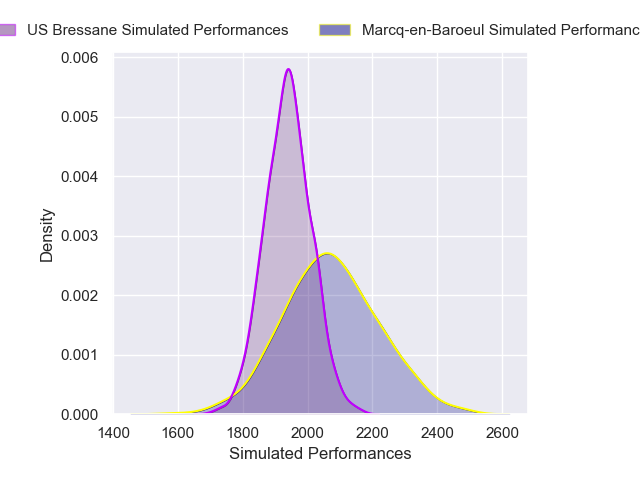 US Bressane Simulated Performances
Marcq-en-Baroeul Simulated Performanc
0.006
0.005
0.004
0.003
0.002
0.001
0.000
Density
1400 1600 1800 2000 2200 2400 2600
Simulated Performances